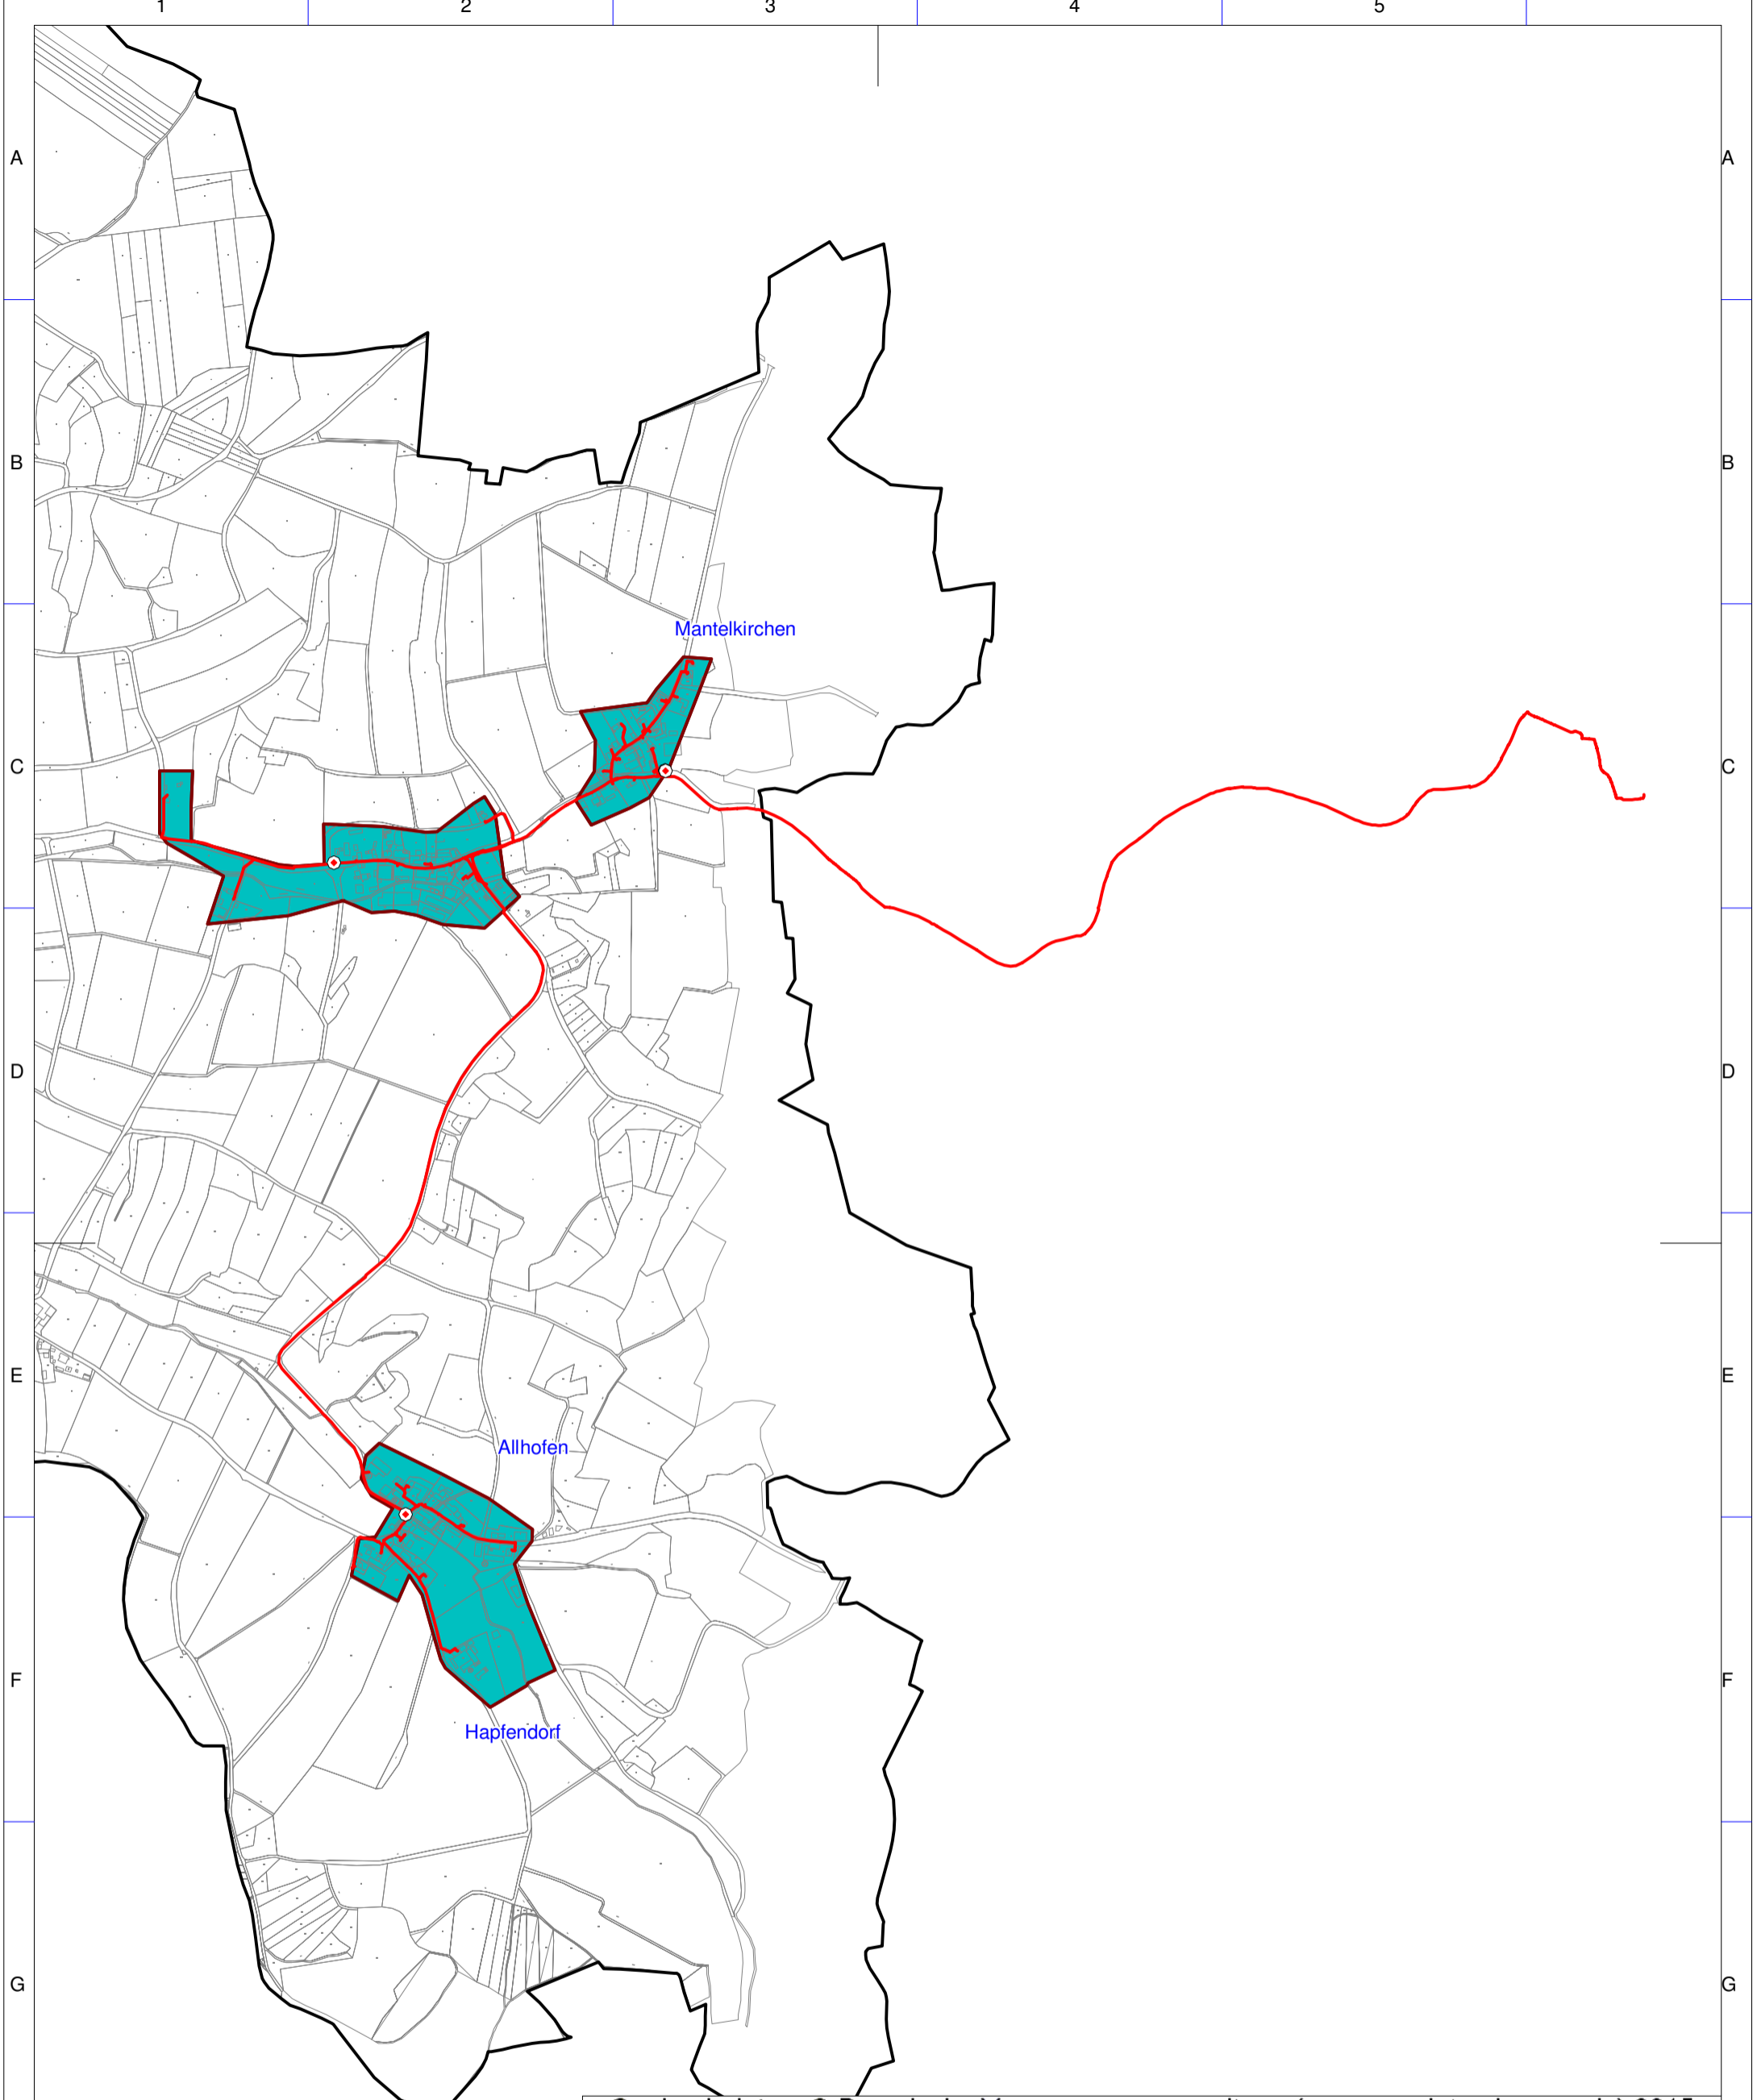 1 2 3 4 5
A A
B B
Mantelkirchen
C C
D D
E E
Allhofen
F F
Hapfendorf
G G